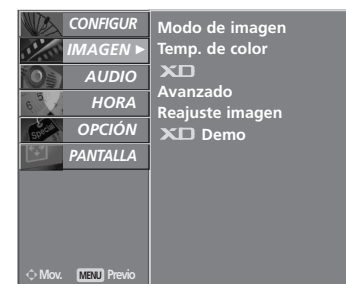 CONFIGUR
IMAGEN ►
AUDIO
HORA
OPCIÓN
PANTALLA
Mov. MENU Previo
Modo de imagen
Temp. de color
XD
Avanzado
Reajuste imagen
XD Demo